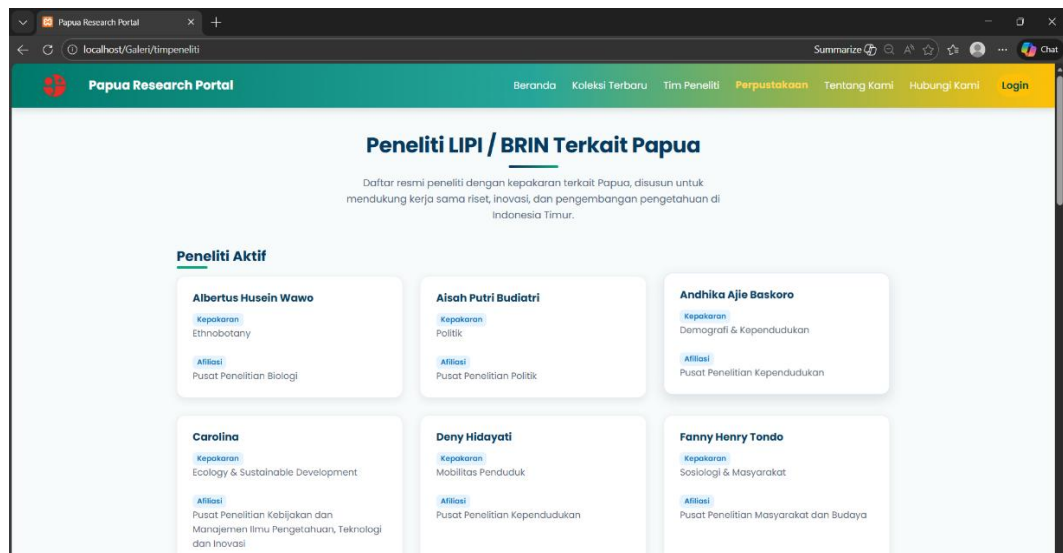 Papua Research Portal
localhost/Galeri/timpeneliti
Summarize
Chat
Papua Research Portal
Beranda Koleksi Terbaru Tim Peneliti Perpustakaan Tentang Kami Hubungi Kami Login
Peneliti LIPI / BRIN Terkait Papua
Daftar resmi peneliti dengan kepakaran terkait Papua, disusun untuk
mendukung kerja sama riset, inovasi, dan pengembangan pengetahuan di
Indonesia Timur.
Peneliti Aktif
Albertus Husein Wawo
Kepakaran
Ethnobotany
Afiliasi
Pusat Penelitian Biologi
Aisah Putri Budiatri
Kepakaran
Politik
Afiliasi
Pusat Penelitian Politik
Andhika Ajie Baskoro
Kepakaran
Demografi & Kependudukan
Afiliasi
Pusat Penelitian Kependudukan
Carolina
Kepakaran
Ecology & Sustainable Development
Afiliasi
Pusat Penelitian Kebijakan dan
Manajemen Ilmu Pengetahuan, Teknologi
dan Inovasi
Deny Hidayati
Kepakaran
Mobilitas Penduduk
Afiliasi
Pusat Penelitian Kependudukan
Fanny Henry Tondo
Kepakaran
Sosiologi & Masyarakat
Afiliasi
Pusat Penelitian Masyarakat dan Budaya